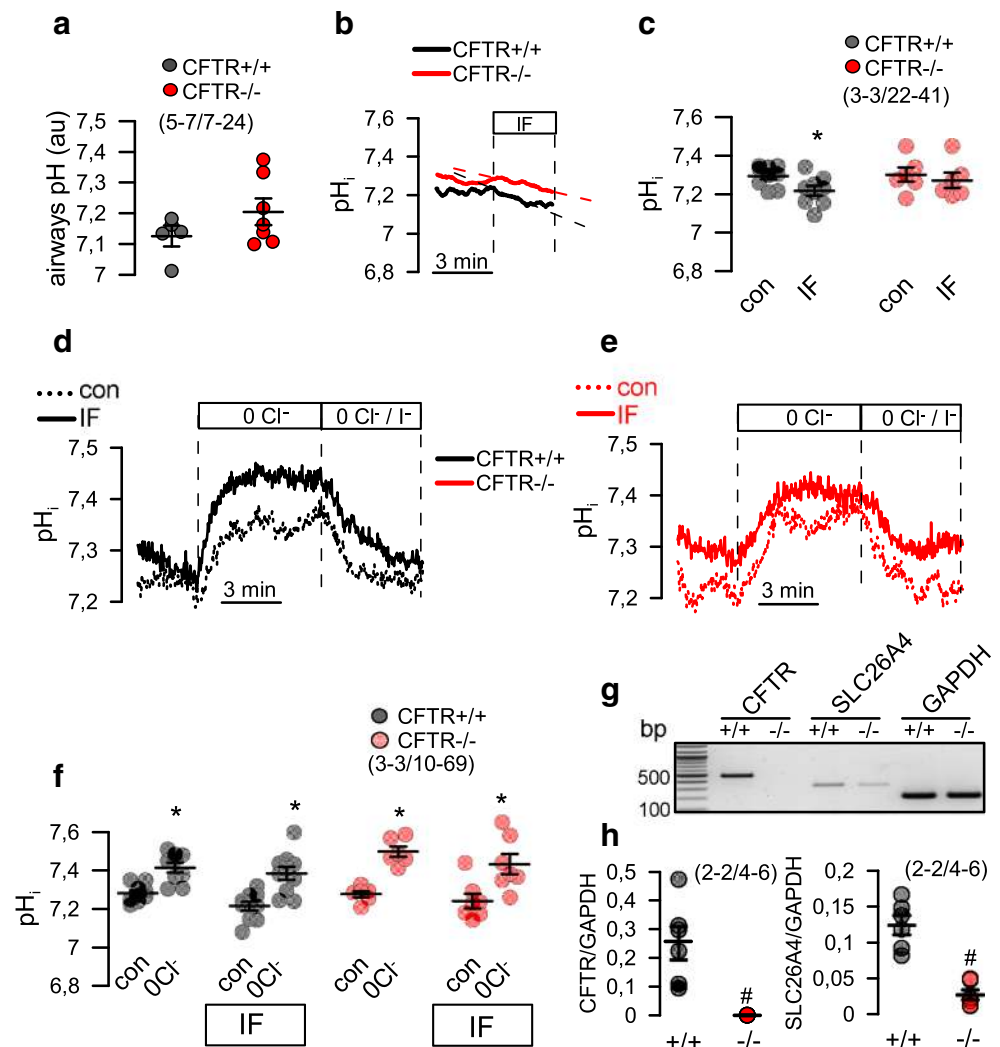 a
CFTR+/+
CFTR-/-
(5-7/7-24)
airways pH (au)
7,5
7,4
7,3
7,2
7,1
7
b
CFTR+/+
CFTR-/-
IF
pHi
7,6
7,4
7,2
7
6,8
3 min
c
CFTR+/+
CFTR-/-
(3-3/22-41)
pHi
7,6
7,4
7,2
7
6,8
*
con
IF
con
IF
d
con
IF
0 Cl-
0 Cl- / I-
pHi
7,5
7,4
7,3
7,2
3 min
CFTR+/+
CFTR-/-
e
con
IF
0 Cl-
0 Cl- / I-
pHi
7,5
7,4
7,3
7,2
3 min
f
CFTR+/+
CFTR-/-
(3-3/10-69)
pHi
7,6
7,4
7,2
7
6,8
*
*
*
*
con
0Cl-
con
0Cl-
con
0Cl-
con
0Cl-
IF
IF
g
CFTR
SLC26A4
GAPDH
bp
+/+
-/-
+/+
-/-
+/+
-/-
500
100
h
(2-2/4-6)
CFTR/GAPDH
0,5
0,4
0,3
0,2
0,1
0
#
+/+
-/-
(2-2/4-6)
SLC26A4/GAPDH
0,2
0,15
0,1
0,05
0
#
+/+
-/-